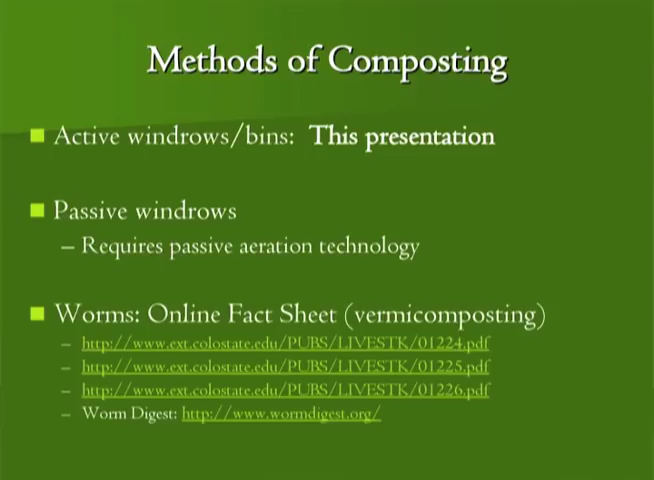 Methods of Composting
Active windrows/bins: This presentation
Passive windrows
– Requires passive aeration technology
Worms: Online Fact Sheet (vermicomposting)
– http://www.ext.colostate.edu/PUBS/LIVESTK/01224.pdf
– http://www.ext.colostate.edu/PUBS/LIVESTK/01225.pdf
– http://www.ext.colostate.edu/PUBS/LIVESTK/01226.pdf
– Worm Digest: http://www.wormdigest.org/